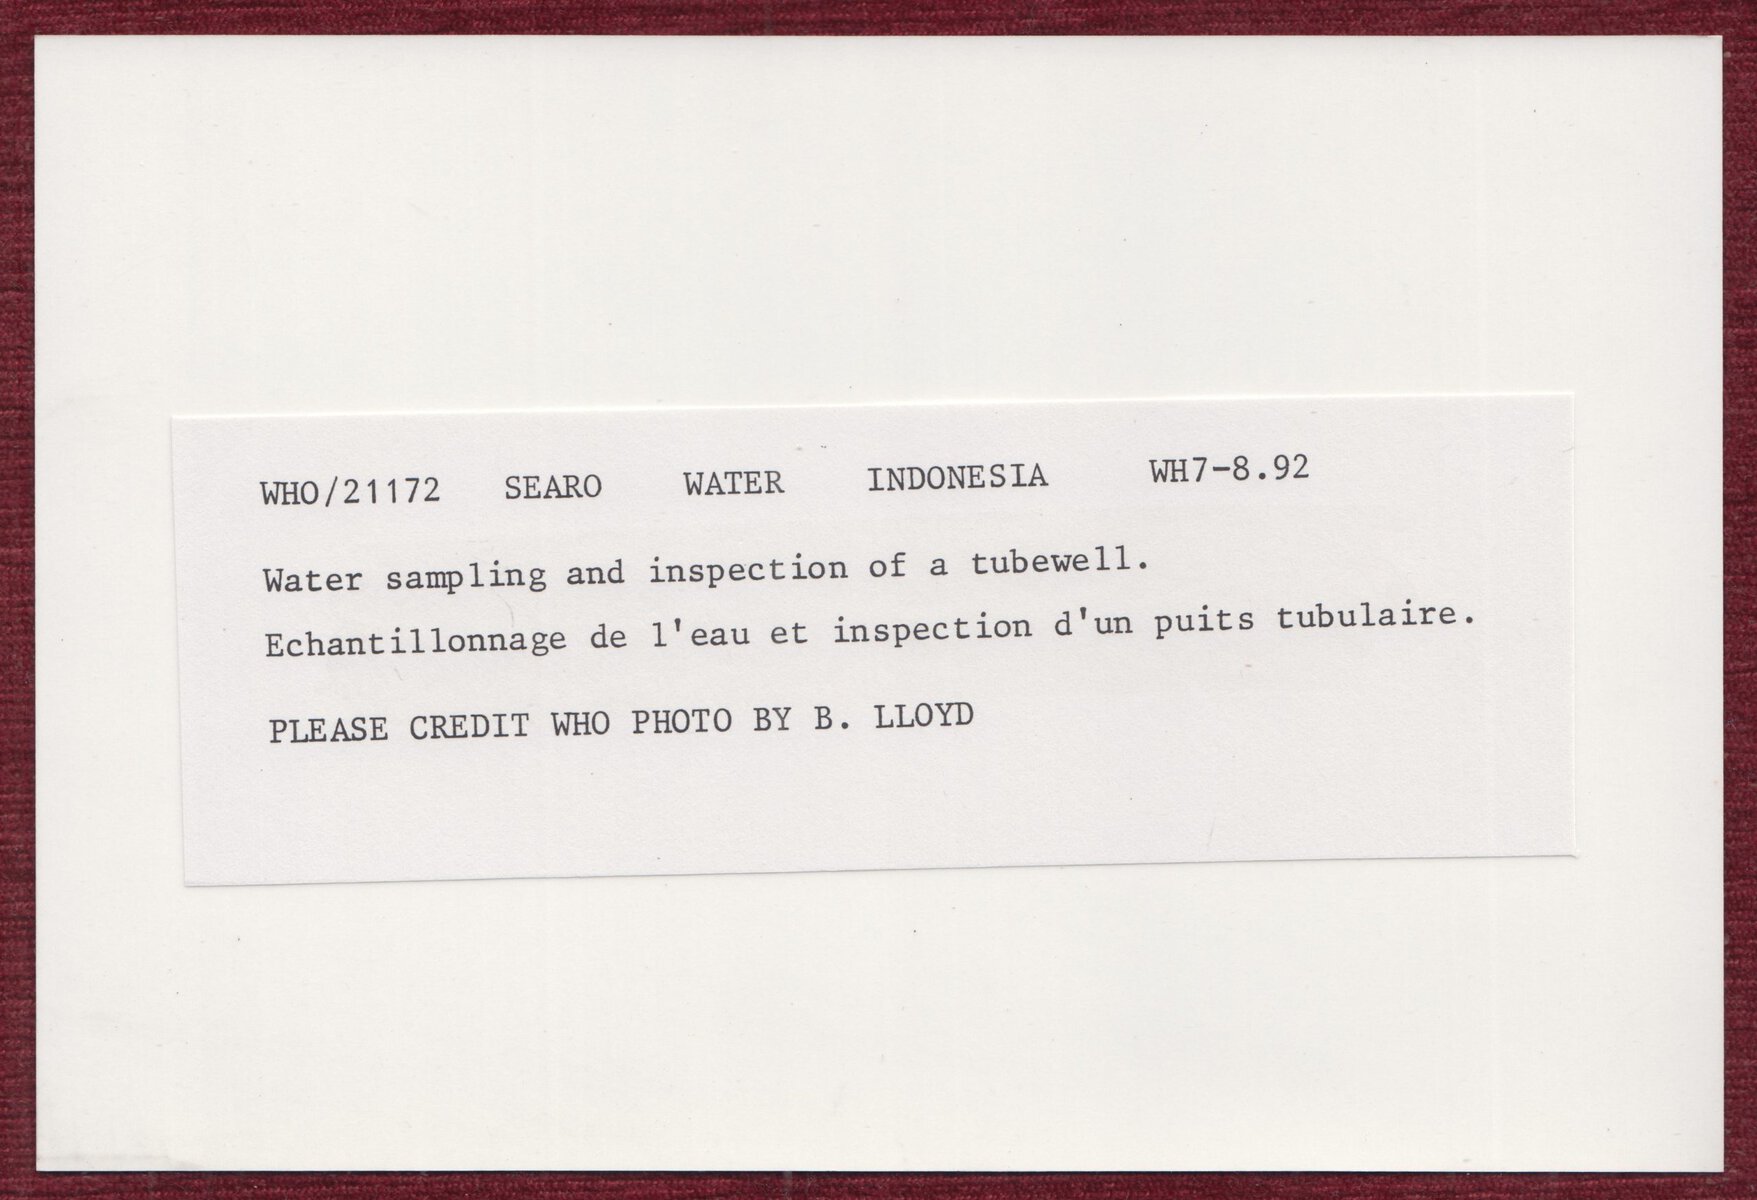 WHO/21172 SEARO WATER INDONESIA WH7-8.92
Water sampling and inspection of a tubewell.
Echantillonnage de l'eau et inspection d'un puits tubulaire.
PLEASE CREDIT WHO PHOTO BY B. LLOYD